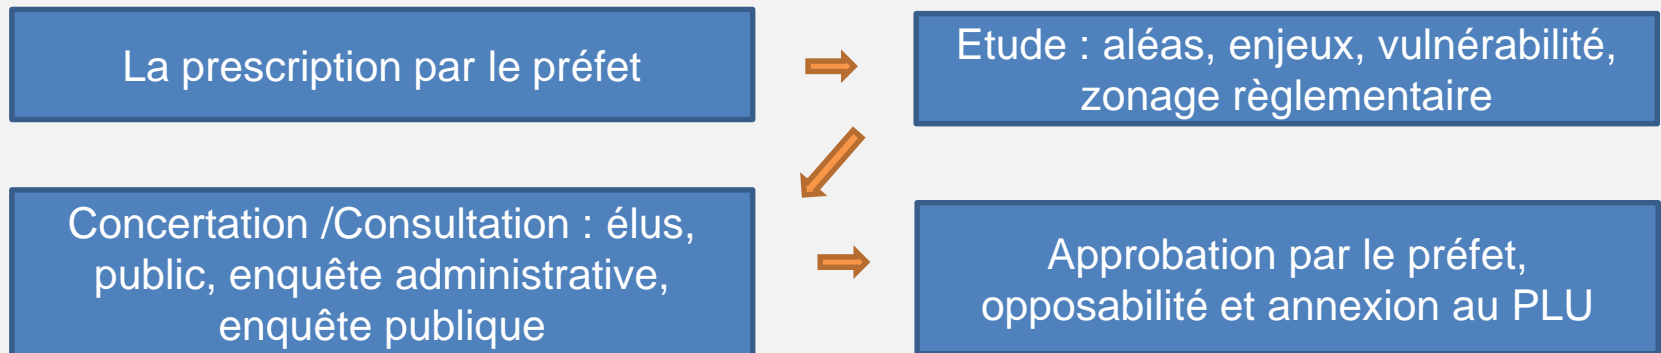 La prescription par le préfet
Etude : aléas, enjeux, vulnérabilité,
zonage règlementaire
Concertation /Consultation : élus,
public, enquête administrative,
enquête publique
Approbation par le préfet,
opposabilité et annexion au PLU